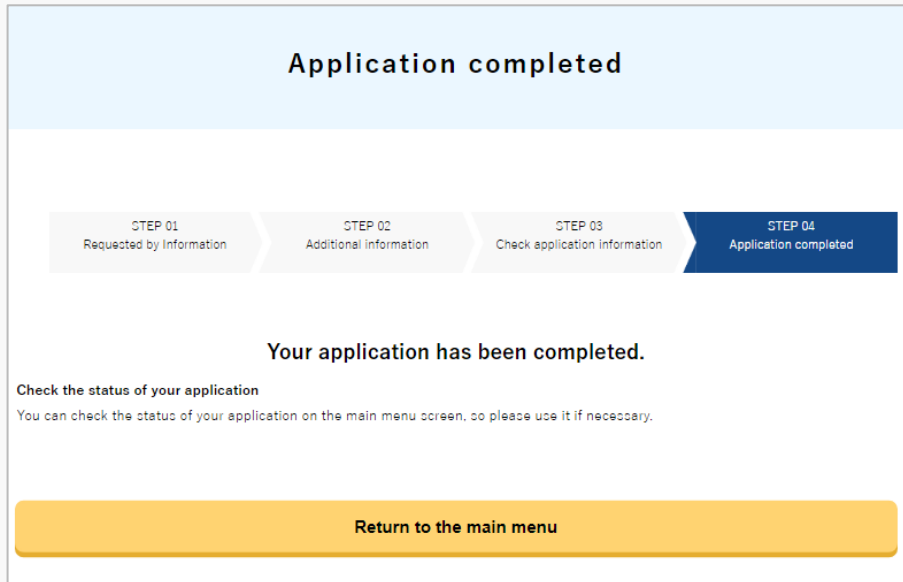 Application completed
STEP 01
Requested by Information
STEP 02
Additional information
STEP 03
Check application information
STEP 04
Application completed
Your application has been completed.
Check the status of your application
You can check the status of your application on the main menu screen, so please use it if necessary.
Return to the main menu